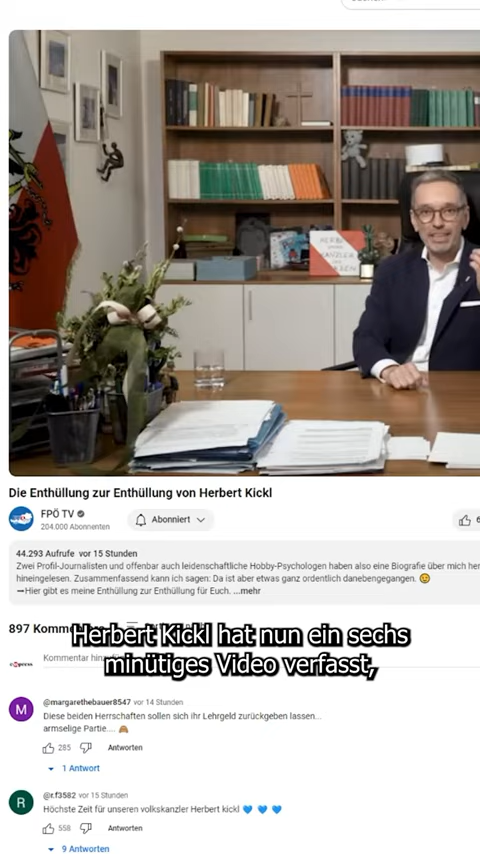 Die Enthüllung zur Enthüllung von Herbert Kickl
FPÖ TV
204.000 Abonnenten
Abonniert
6
44.293 Aufrufe vor 15 Stunden
Zwei Profil-Journalisten und offenbar auch leidenschaftliche Hobby-Psychologen haben also eine Biografie über mich her
hineingelesen. Zusammenfassend kann ich sagen: Da ist aber etwas ganz ordentlich danebengegangen. 😉
➡Hier gibt es meine Enthüllung zur Enthüllung für Euch. ...mehr
897 Komm
Herbert Kickl hat nun ein sechs
minütiges Video verfasst,
Kommentar hinzufü
@margarethebauer8547 vor 14 Stunden
M
Diese beiden Herrschaften sollen sich ihr Lehrgeld zurückgeben lassen...
armselige Partie.... 🙈
285 Antworten
1 Antwort
@r.f3582 vor 15 Stunden
R
Höchste Zeit für unseren volkskanzler Herbert kickl 💙 💙 💙
558 Antworten
9 Antworten